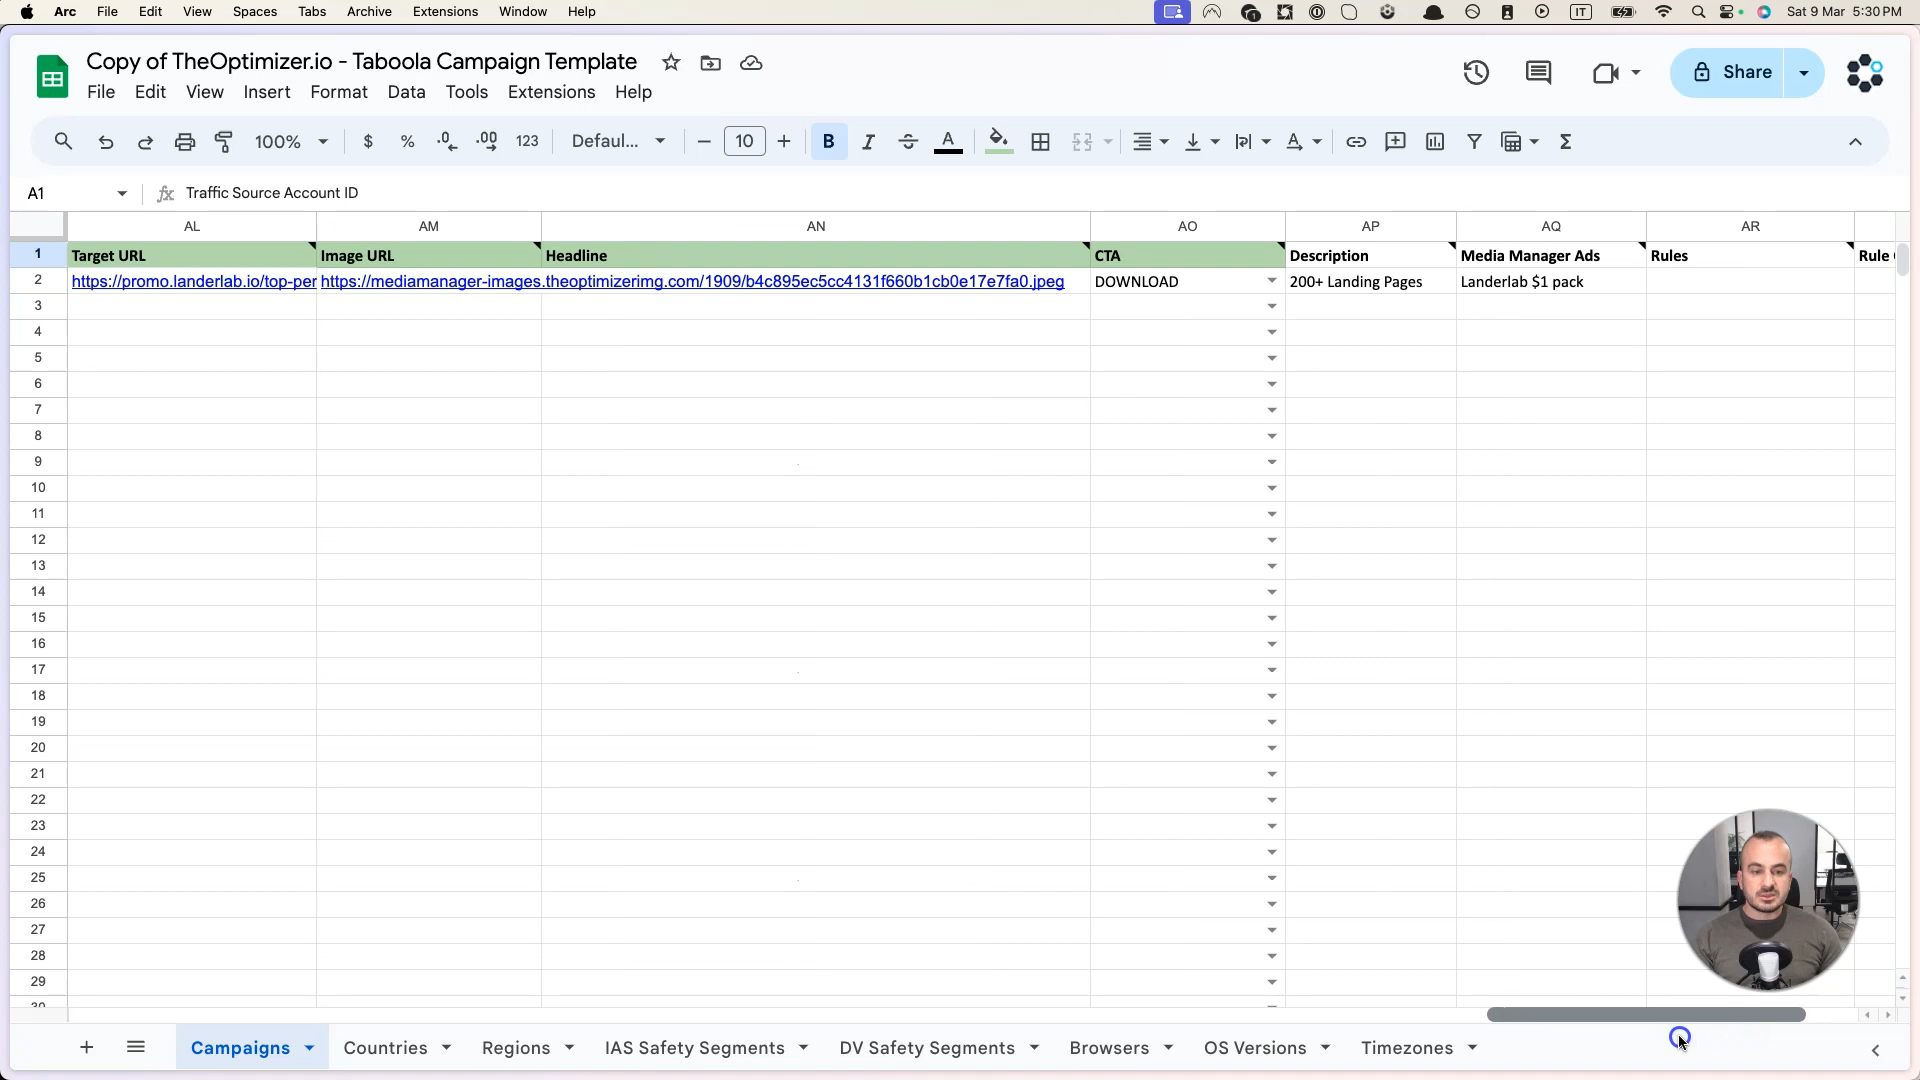 Arc File Edit View Spaces Tabs Archive Extensions Window Help IT Sat 9 Mar 5:30 PM
Copy of TheOptimizer.io - Taboola Campaign Template
Share
File Edit View Insert Format Data Tools Extensions Help
100% $ % .0 .00 123 Defaul... 10 B I S A
A1 fx Traffic Source Account ID
AL AM AN AO AP AQ AR
1 Target URL Image URL Headline CTA Description Media Manager Ads Rules Rule
2 https://promo.landerlab.io/top-per https://mediamanager-images.theoptimizerimg.com/1909/b4c895ec5cc4131f660b1cb0e17e7fa0.jpeg DOWNLOAD 200+ Landing Pages Landerlab $1 pack
3
4
5
6
7
8
9
10
11
12
13
14
15
16
17
18
19
20
21
22
23
24
25
26
27
28
29
30
Campaigns Countries Regions IAS Safety Segments DV Safety Segments Browsers OS Versions Timezones